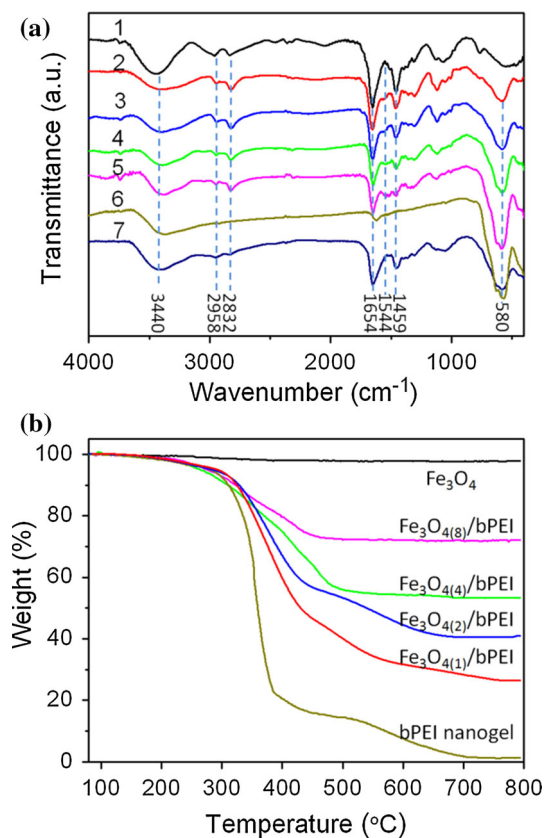 (a)
Transmittance (a.u.)
1
2
3
4
5
6
7
3440
2958
2832
1654
1544
1459
580
4000 3000 2000 1000
Wavenumber (cm⁻¹)
(b)
Weight (%)
100
80
60
40
20
0
Fe₃O₄
Fe₃O₄₍₈₎/bPEI
Fe₃O₄₍₄₎/bPEI
Fe₃O₄₍₂₎/bPEI
Fe₃O₄₍₁₎/bPEI
bPEI nanogel
100 200 300 400 500 600 700 800
Temperature (°C)